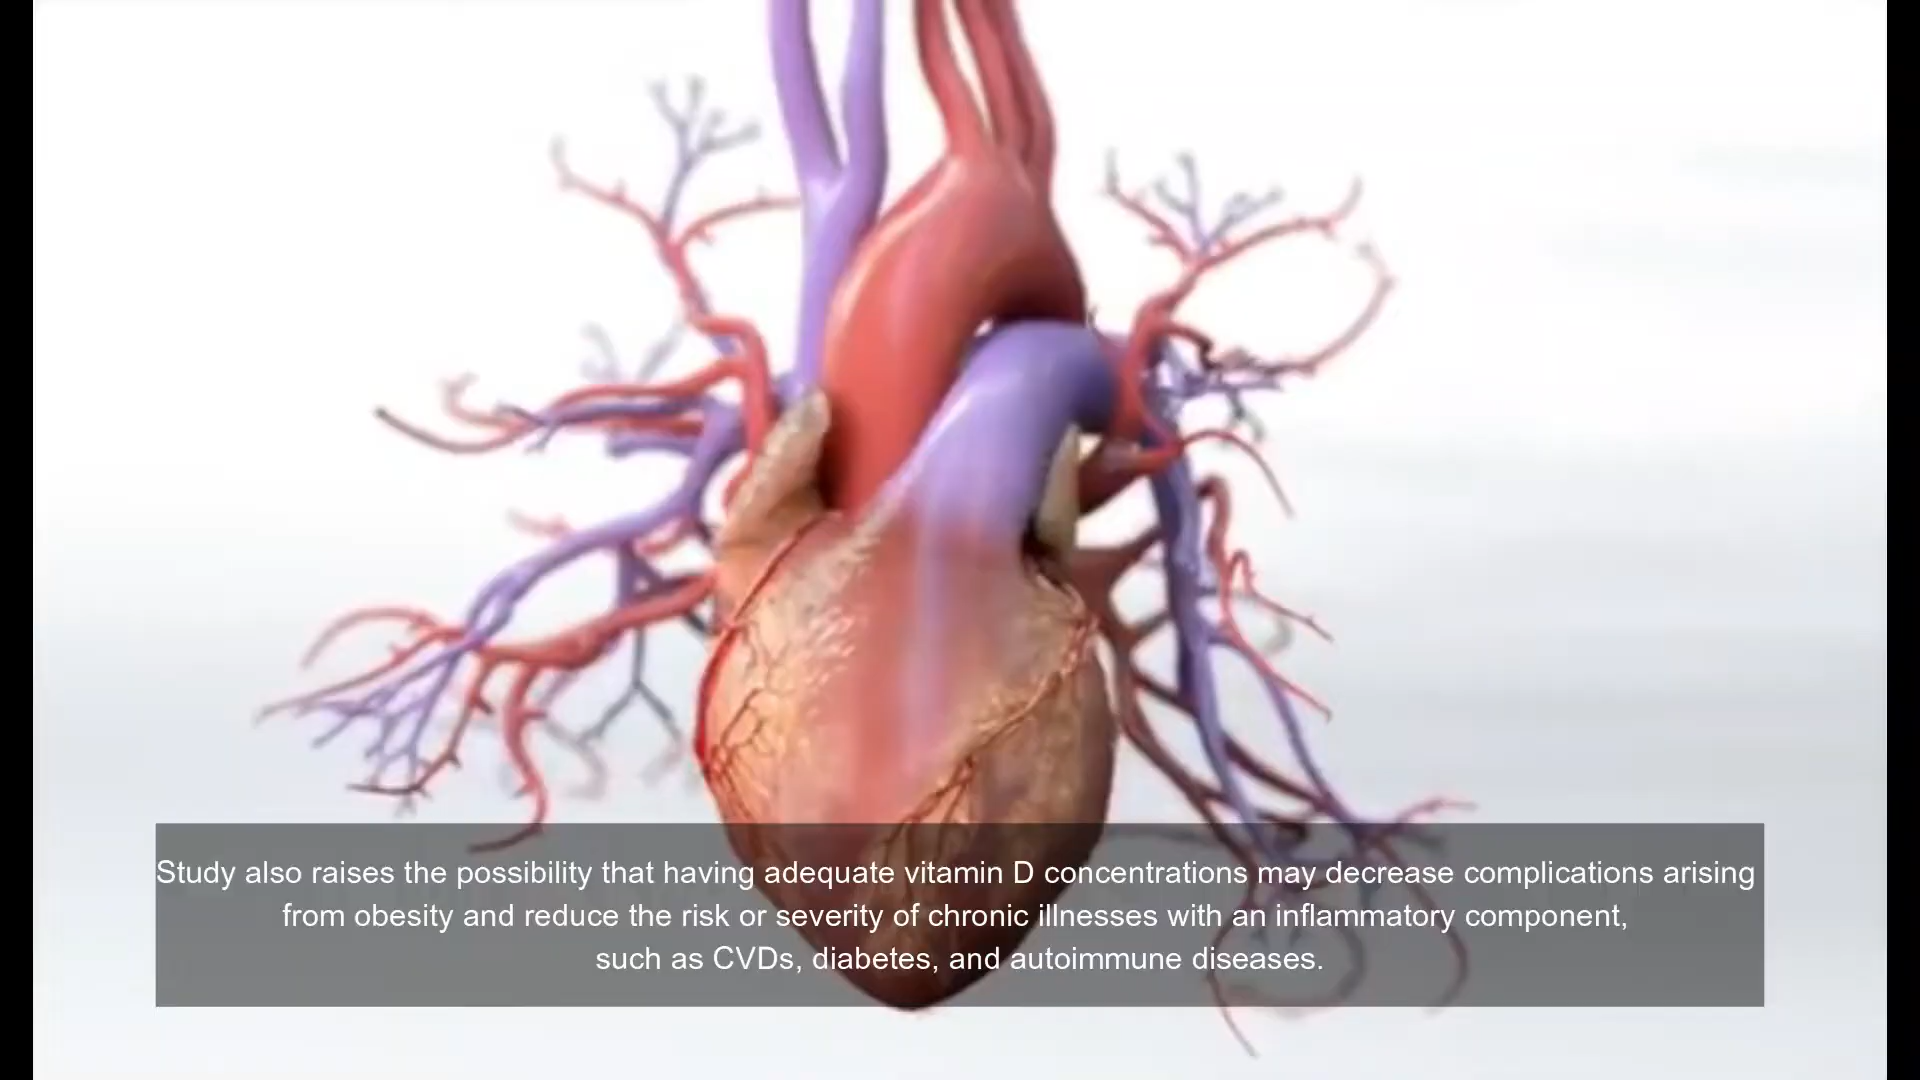 Study also raises the possibility that having adequate vitamin D concentrations may decrease complications arising
from obesity and reduce the risk or severity of chronic illnesses with an inflammatory component,
such as CVDs, diabetes, and autoimmune diseases.